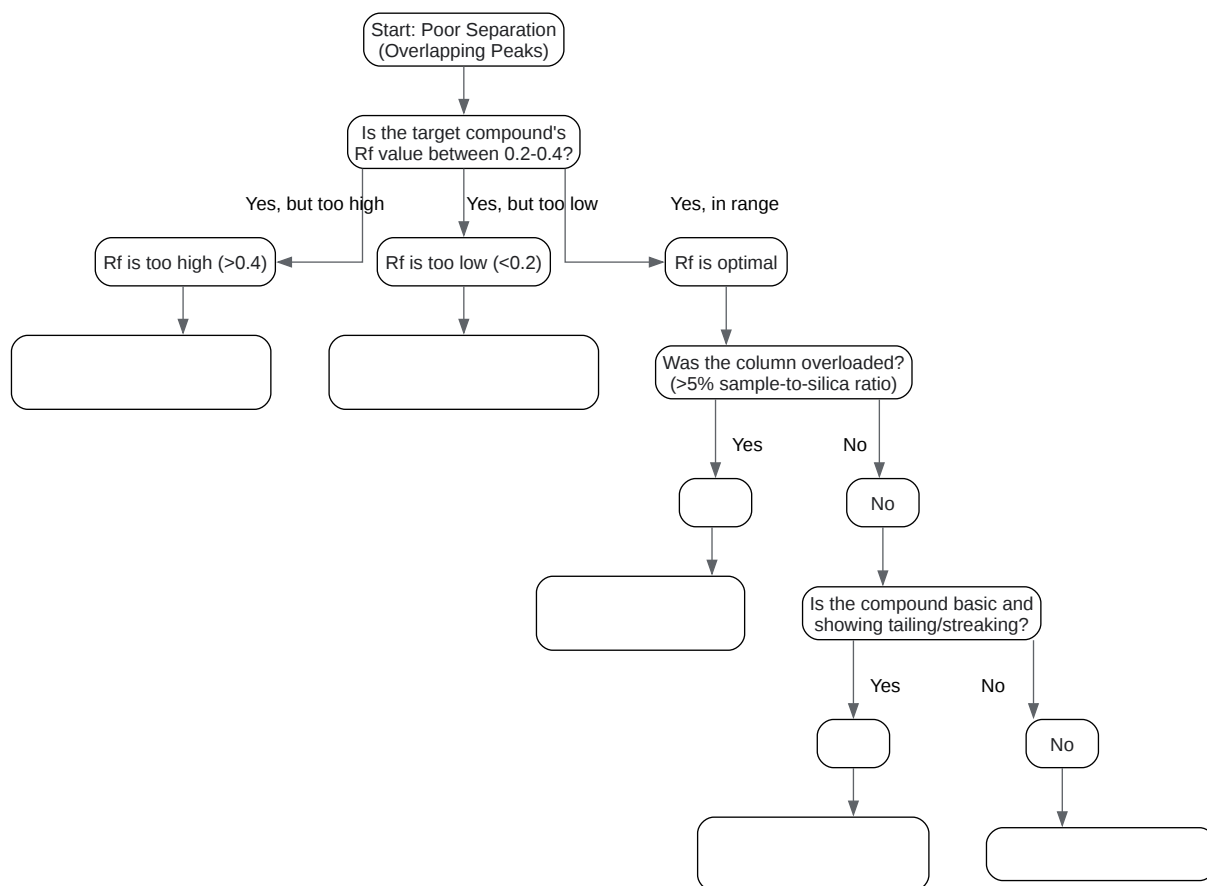 Start: Poor Separation
(Overlapping Peaks)
Is the target compound's
Rf value between 0.2-0.4?
Yes, but too high
Yes, but too low
Yes, in range
Rf is too high (>0.4)
Rf is too low (<0.2)
Rf is optimal
Was the column overloaded?
(>5% sample-to-silica ratio)
Yes
No
No
Is the compound basic and
showing tailing/streaking?
Yes
No
No